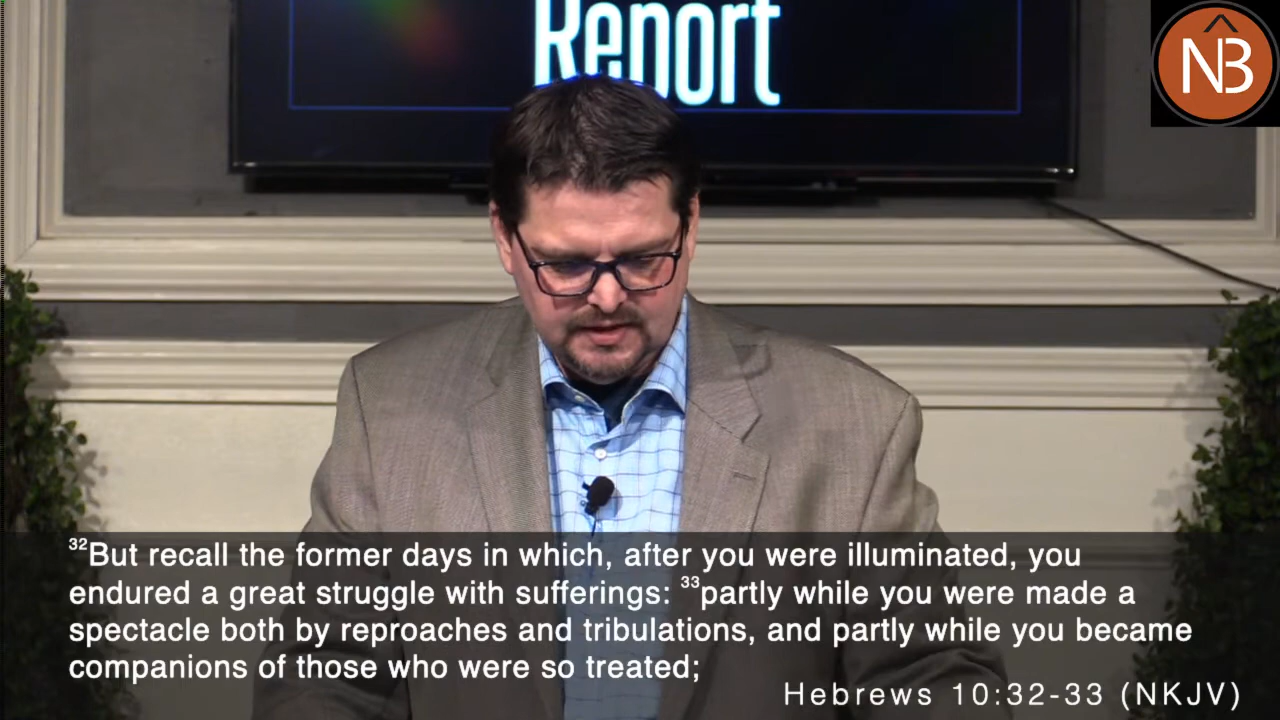 Report
NB
³²But recall the former days in which, after you were illuminated, you
endured a great struggle with sufferings: ³³partly while you were made a
spectacle both by reproaches and tribulations, and partly while you became
companions of those who were so treated;
Hebrews 10:32-33 (NKJV)